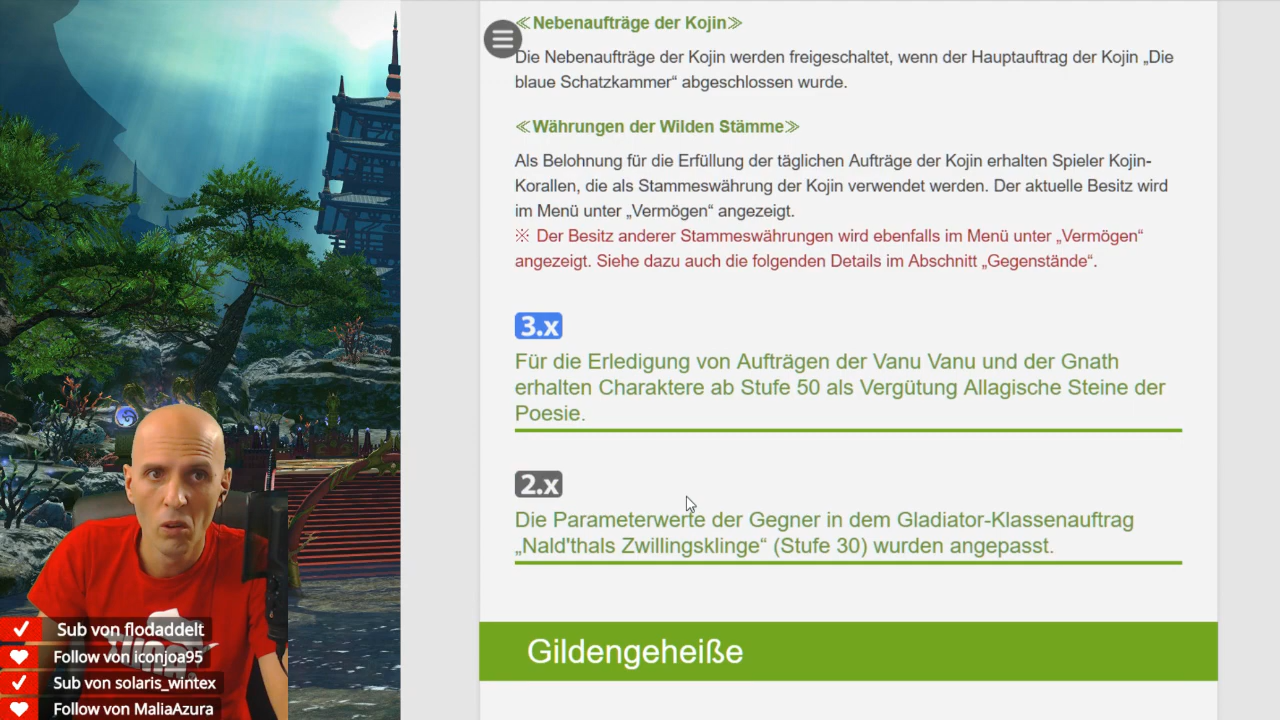 ≪Nebenaufträge der Kojin≫
Die Nebenaufträge der Kojin werden freigeschaltet, wenn der Hauptauftrag der Kojin „Die
blaue Schatzkammer“ abgeschlossen wurde.
≪Währungen der Wilden Stämme≫
Als Belohnung für die Erfüllung der täglichen Aufträge der Kojin erhalten Spieler Kojin-
Korallen, die als Stammeswährung der Kojin verwendet werden. Der aktuelle Besitz wird
im Menü unter „Vermögen“ angezeigt.
※ Der Besitz anderer Stammeswährungen wird ebenfalls im Menü unter „Vermögen“
angezeigt. Siehe dazu auch die folgenden Details im Abschnitt „Gegenstände“.
3.x
Für die Erledigung von Aufträgen der Vanu Vanu und der Gnath
erhalten Charaktere ab Stufe 50 als Vergütung Allagische Steine der
Poesie.
2.x
Die Parameterwerte der Gegner in dem Gladiator-Klassenauftrag
„Nald'thals Zwillingsklinge“ (Stufe 30) wurden angepasst.
Gildengeheiße
Sub von flodaddelt
Follow von iconjoa95
Sub von solaris_wintex
Follow von MaliaAzura